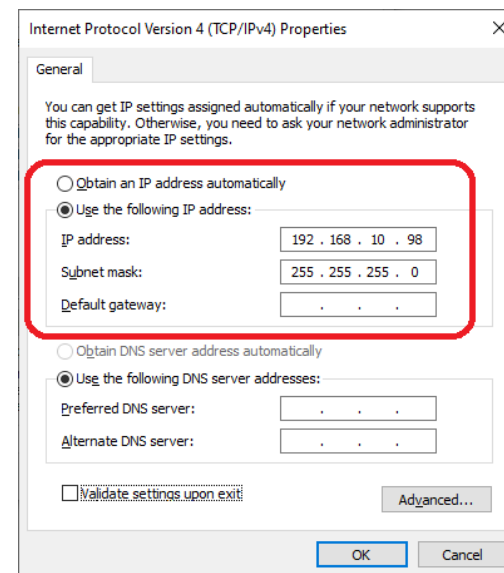 Internet Protocol Version 4 (TCP/IPv4) Properties
General
You can get IP settings assigned automatically if your network supports
this capability. Otherwise, you need to ask your network administrator
for the appropriate IP settings.
Obtain an IP address automatically
Use the following IP address:
IP address: 192 . 168 . 10 . 98
Subnet mask: 255 . 255 . 255 . 0
Default gateway: . . .
Obtain DNS server address automatically
Use the following DNS server addresses:
Preferred DNS server: . . .
Alternate DNS server: . . .
Validate settings upon exit
Advanced...
OK Cancel